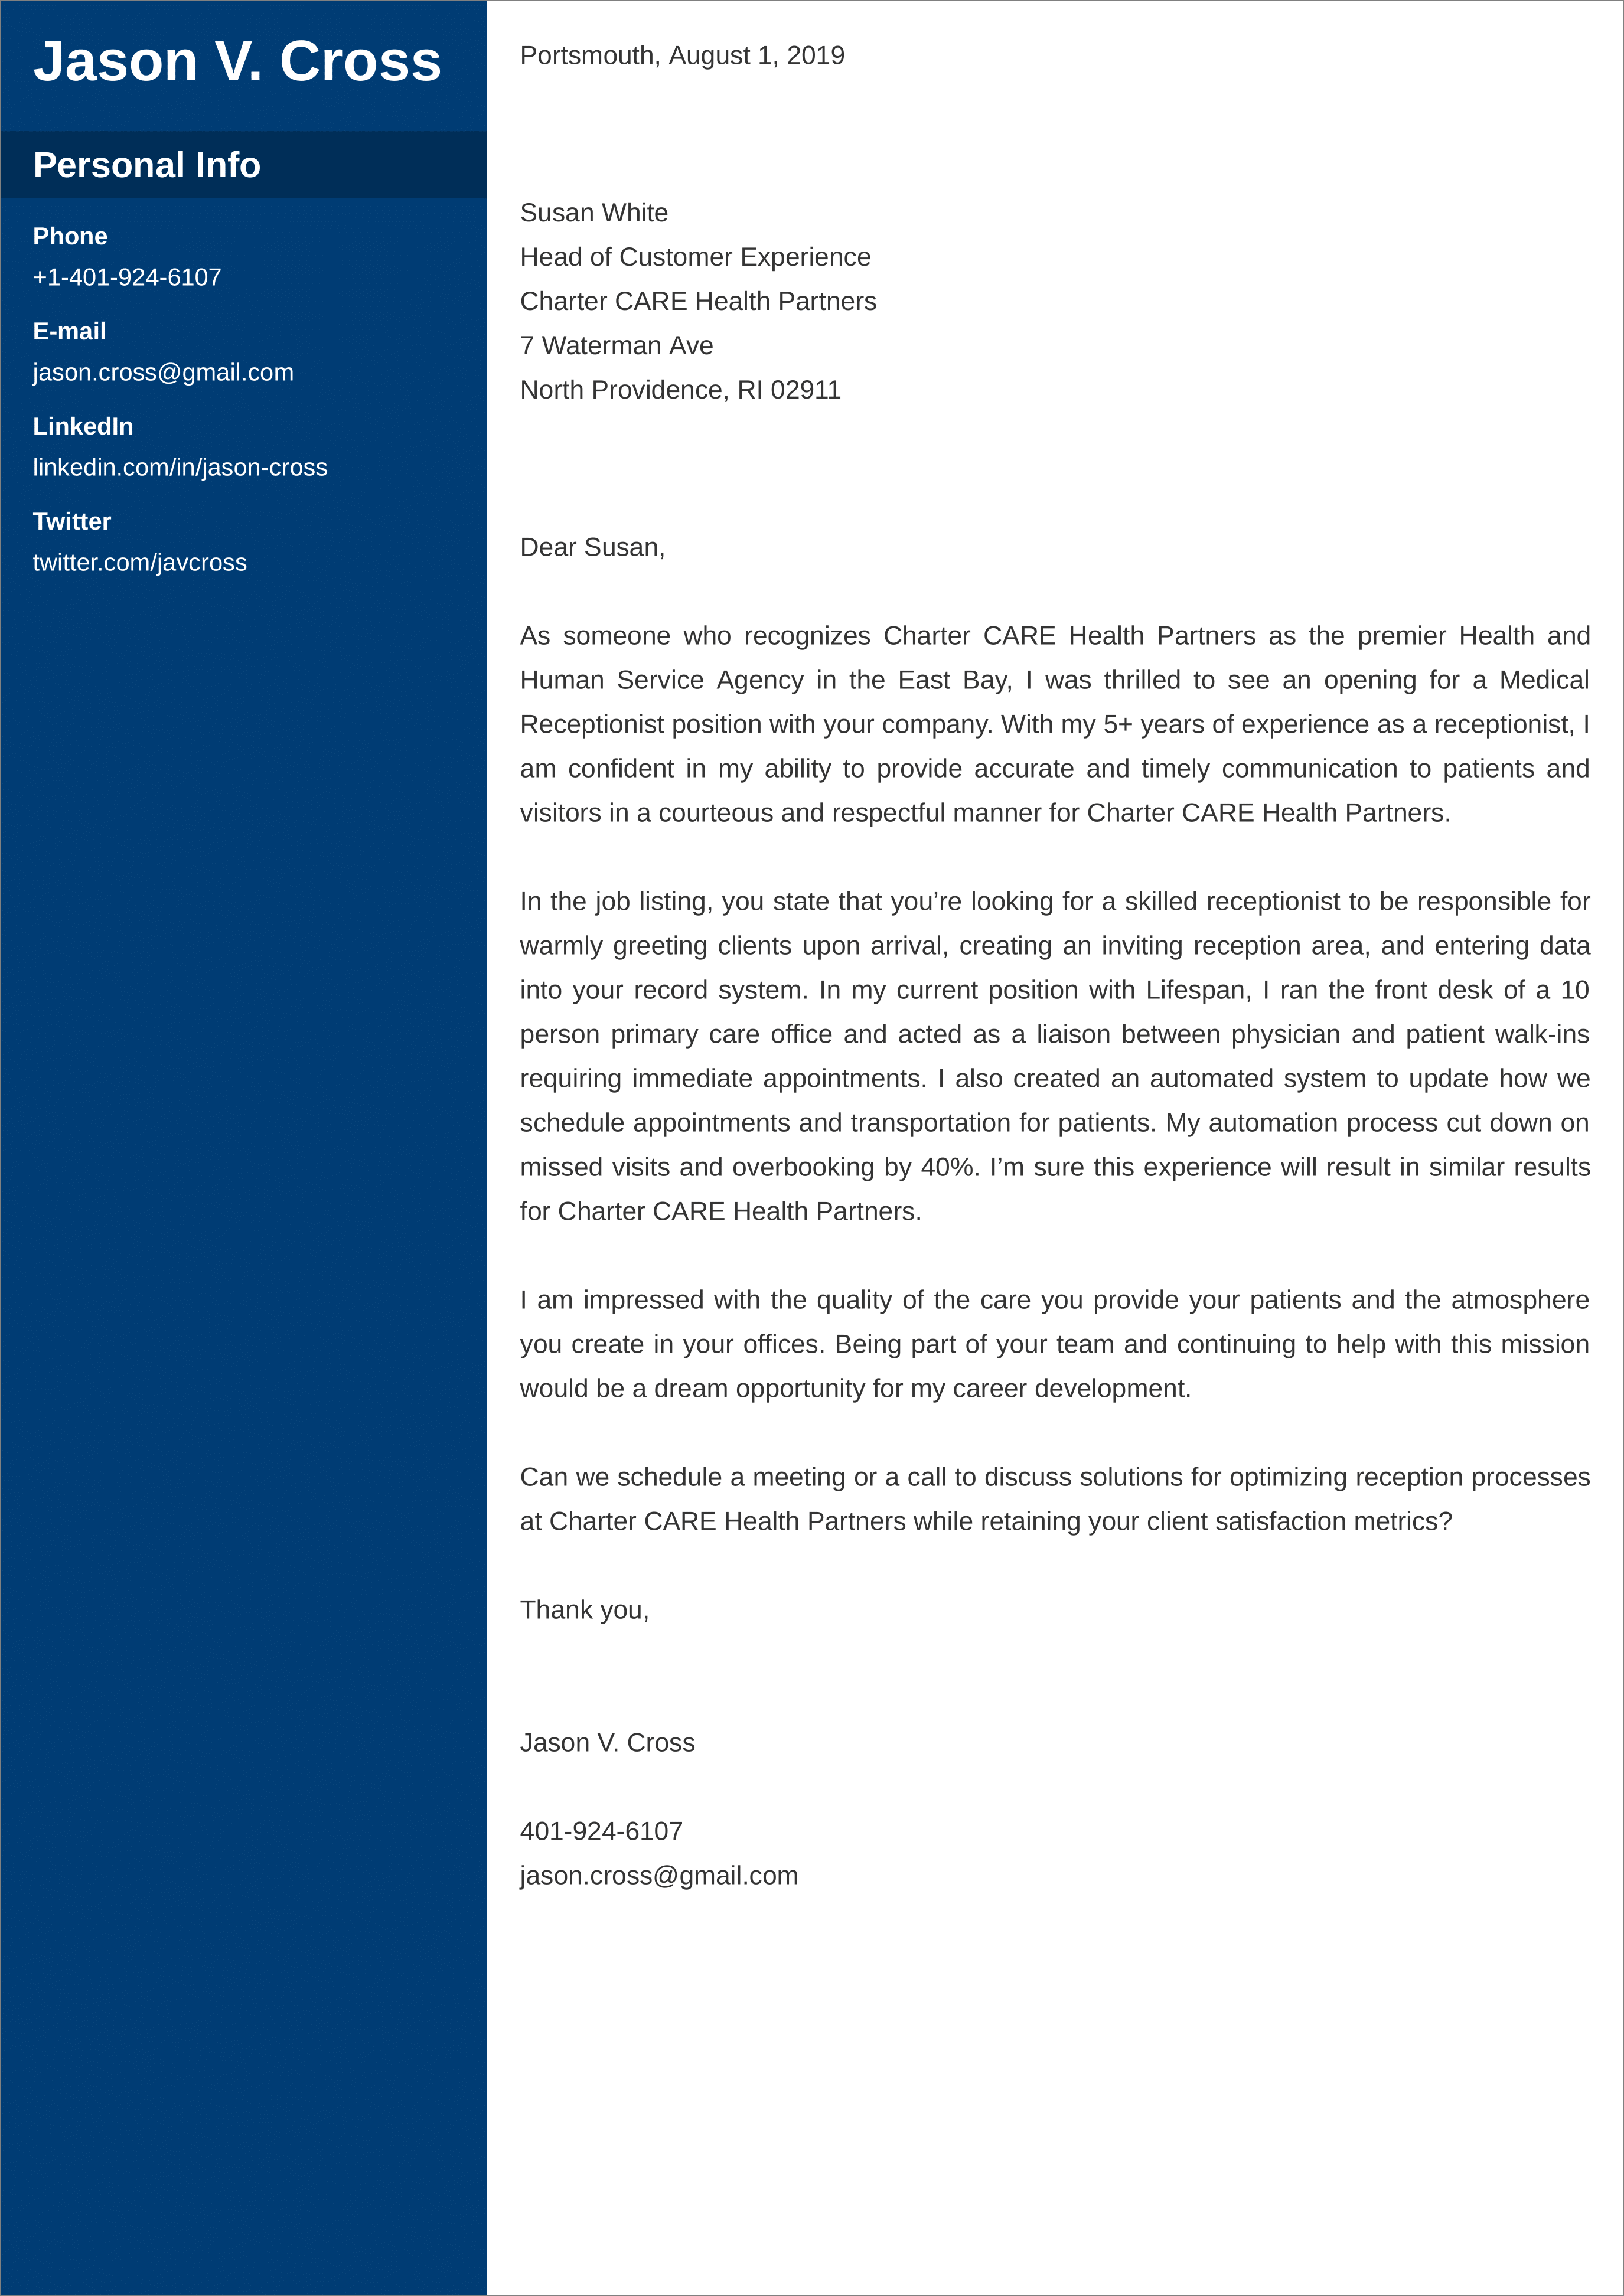 Jason V. Cross
Personal Info
Phone
+1-401-924-6107
E-mail
jason.cross@gmail.com
LinkedIn
linkedin.com/in/jason-cross
Twitter
twitter.com/javcross
Portsmouth, August 1, 2019
Susan White
Head of Customer Experience
Charter CARE Health Partners
7 Waterman Ave
North Providence, RI 02911
Dear Susan,
As someone who recognizes Charter CARE Health Partners as the premier Health and
Human Service Agency in the East Bay, I was thrilled to see an opening for a Medical
Receptionist position with your company. With my 5+ years of experience as a receptionist, I
am confident in my ability to provide accurate and timely communication to patients and
visitors in a courteous and respectful manner for Charter CARE Health Partners.
In the job listing, you state that you’re looking for a skilled receptionist to be responsible for
warmly greeting clients upon arrival, creating an inviting reception area, and entering data
into your record system. In my current position with Lifespan, I ran the front desk of a 10
person primary care office and acted as a liaison between physician and patient walk-ins
requiring immediate appointments. I also created an automated system to update how we
schedule appointments and transportation for patients. My automation process cut down on
missed visits and overbooking by 40%. I’m sure this experience will result in similar results
for Charter CARE Health Partners.
I am impressed with the quality of the care you provide your patients and the atmosphere
you create in your offices. Being part of your team and continuing to help with this mission
would be a dream opportunity for my career development.
Can we schedule a meeting or a call to discuss solutions for optimizing reception processes
at Charter CARE Health Partners while retaining your client satisfaction metrics?
Thank you,
Jason V. Cross
401-924-6107
jason.cross@gmail.com